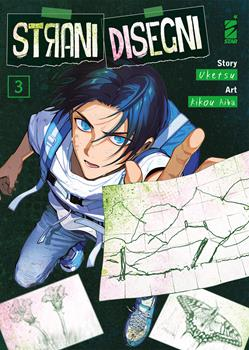 STRANI DISEGNI
STAR
Story
Uketsu
Art
Kikou Aiba
3